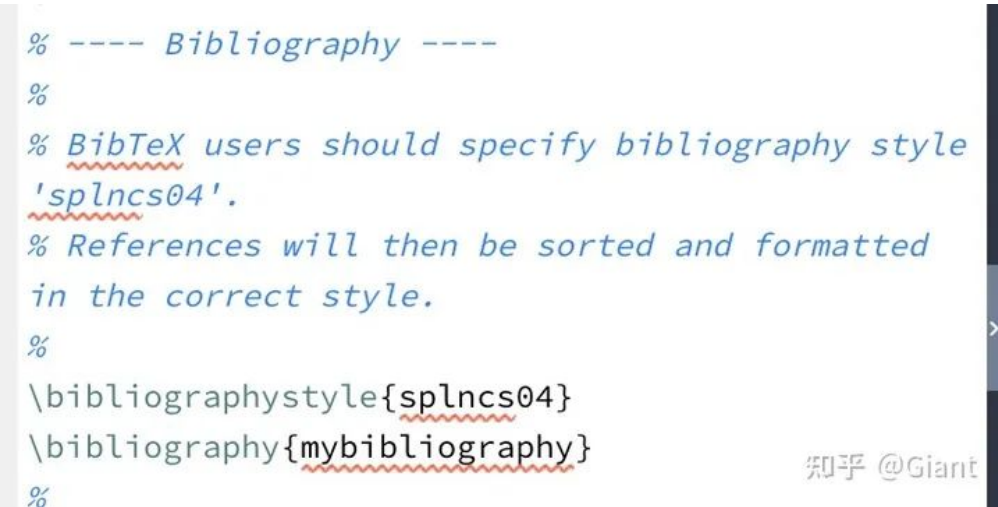 % ---- Bibliography ----
%
% BibTeX users should specify bibliography style
'splncs04'.
% References will then be sorted and formatted
in the correct style.
%
\bibliographystyle{splncs04}
\bibliography{mybibliography}
知乎 @Giant
%